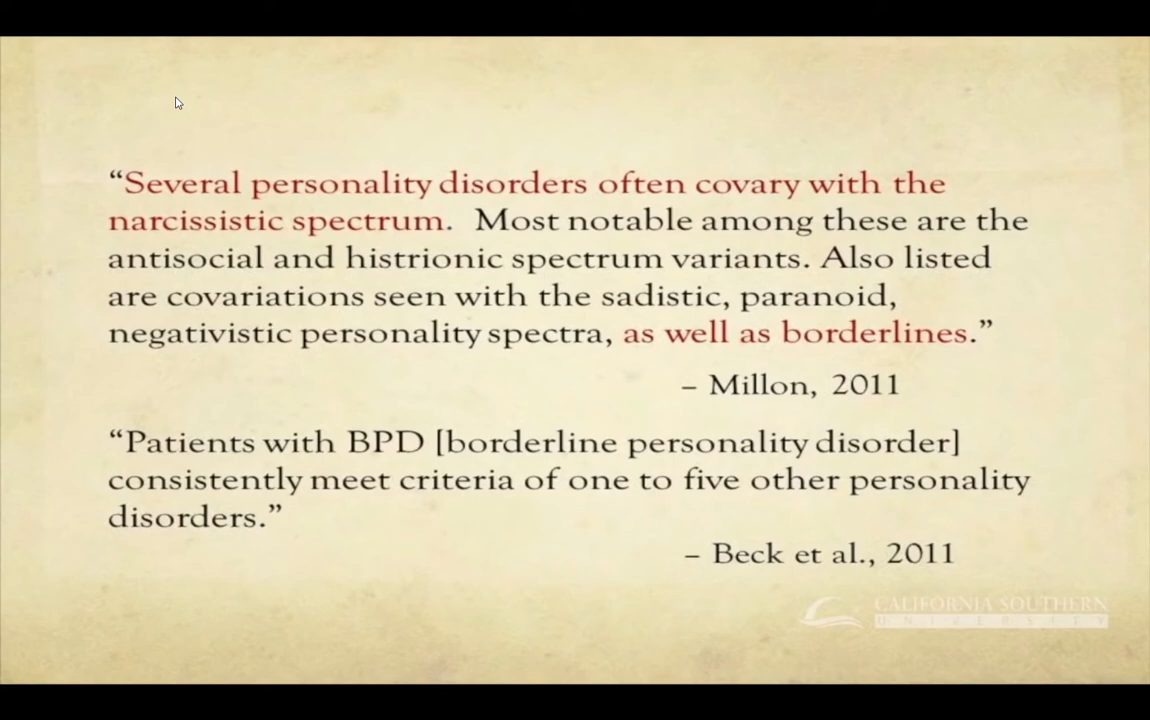 “Several personality disorders often covary with the
narcissistic spectrum.  Most notable among these are the
antisocial and histrionic spectrum variants. Also listed
are covariations seen with the sadistic, paranoid,
negativistic personality spectra, as well as borderlines.”
– Millon, 2011
“Patients with BPD [borderline personality disorder]
consistently meet criteria of one to five other personality
disorders.”
– Beck et al., 2011
CALIFORNIA SOUTHERN
UNIVERSITY